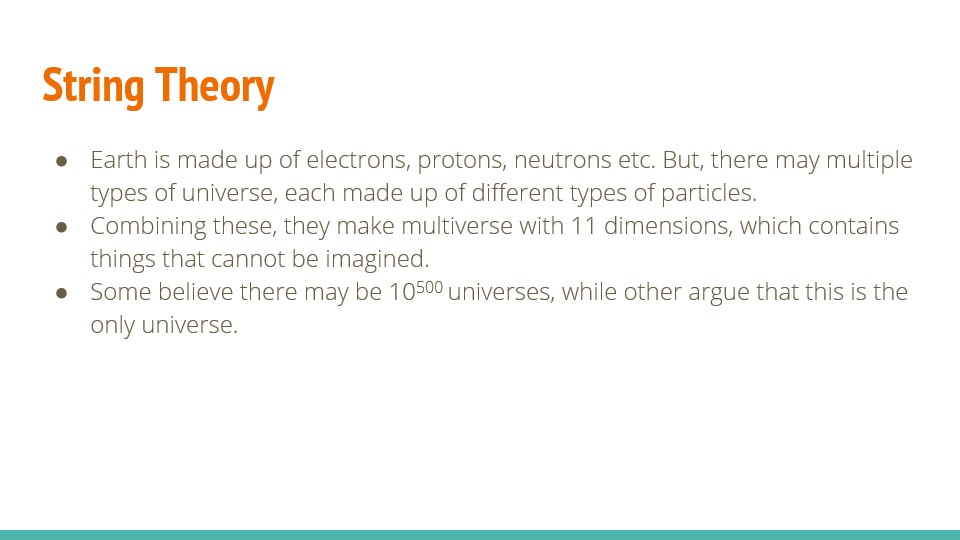 String Theory
● Earth is made up of electrons, protons, neutrons etc. But, there may multiple
types of universe, each made up of different types of particles.
● Combining these, they make multiverse with 11 dimensions, which contains
things that cannot be imagined.
● Some believe there may be 10⁵⁰⁰ universes, while other argue that this is the
only universe.